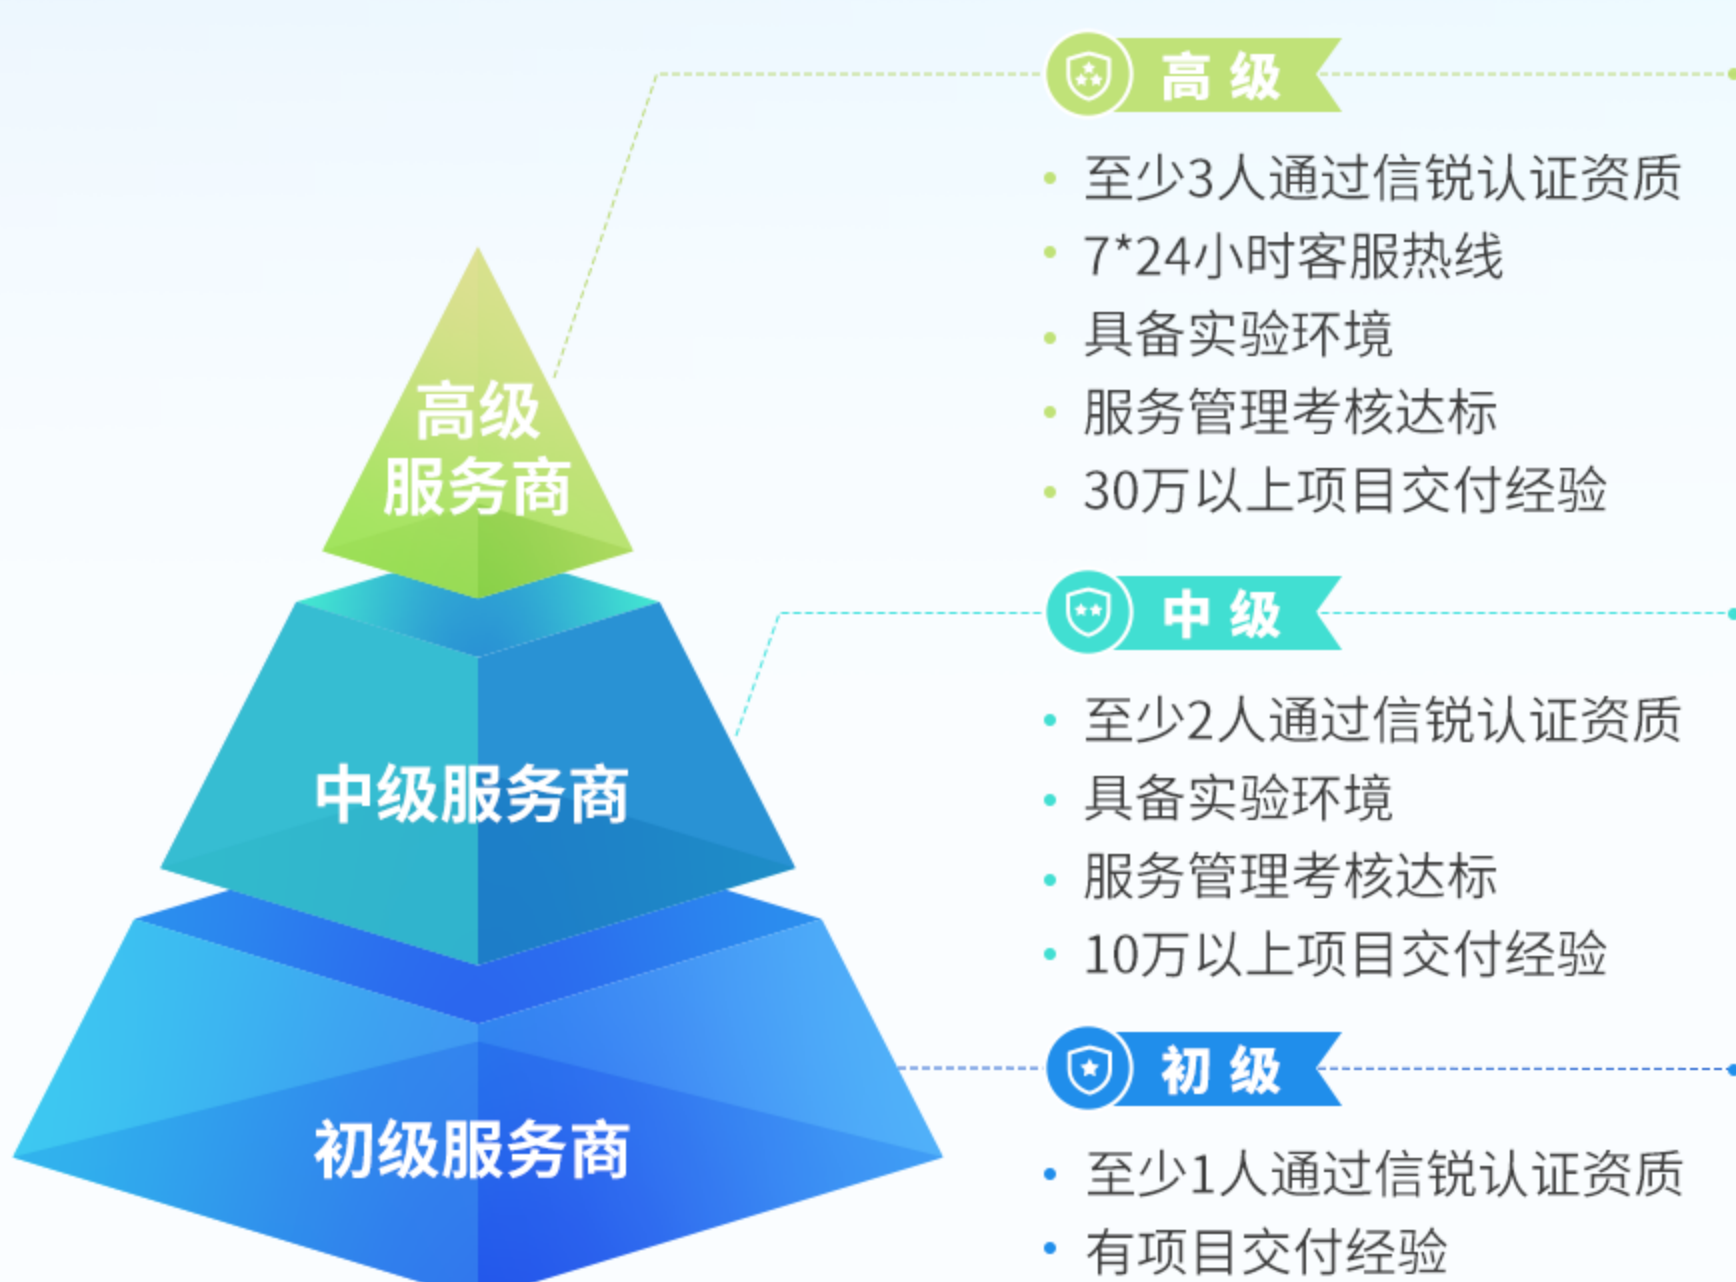 高级
至少3人通过信锐认证资质
7*24小时客服热线
具备实验环境
服务管理考核达标
30万以上项目交付经验
高级
服务商
中级
至少2人通过信锐认证资质
具备实验环境
服务管理考核达标
10万以上项目交付经验
中级服务商
初级
至少1人通过信锐认证资质
有项目交付经验
初级服务商